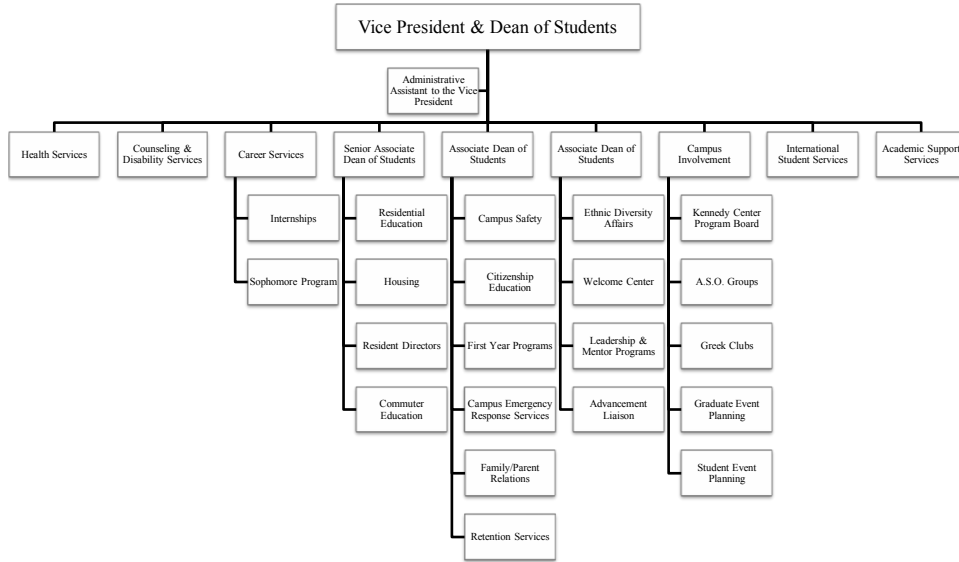 Vice President & Dean of Students
Administrative
Assistant to the Vice
President
Health Services
Counseling &
Disability Services
Career Services
Senior Associate
Dean of Students
Associate Dean of
Students
Associate Dean of
Students
Campus
Involvement
International
Student Services
Academic Support
Services
Internships
Sophomore Program
Residential
Education
Housing
Resident Directors
Commuter
Education
Campus Safety
Citizenship
Education
First Year Programs
Campus Emergency
Response Services
Family/Parent
Relations
Retention Services
Ethnic Diversity
Affairs
Welcome Center
Leadership &
Mentor Programs
Advancement
Liaison
Kennedy Center
Program Board
A.S.O. Groups
Greek Clubs
Graduate Event
Planning
Student Event
Planning